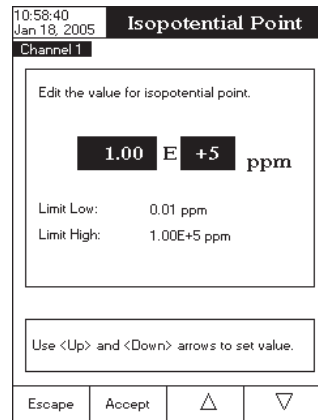 10:58:40
Jan 18, 2005
Isopotential Point
Channel 1
Edit the value for isopotential point.
1.00 E +5 ppm
Limit Low: 0.01 ppm
Limit High: 1.00E+5 ppm
Use <Up> and <Down> arrows to set value.
Escape Accept △ ▽